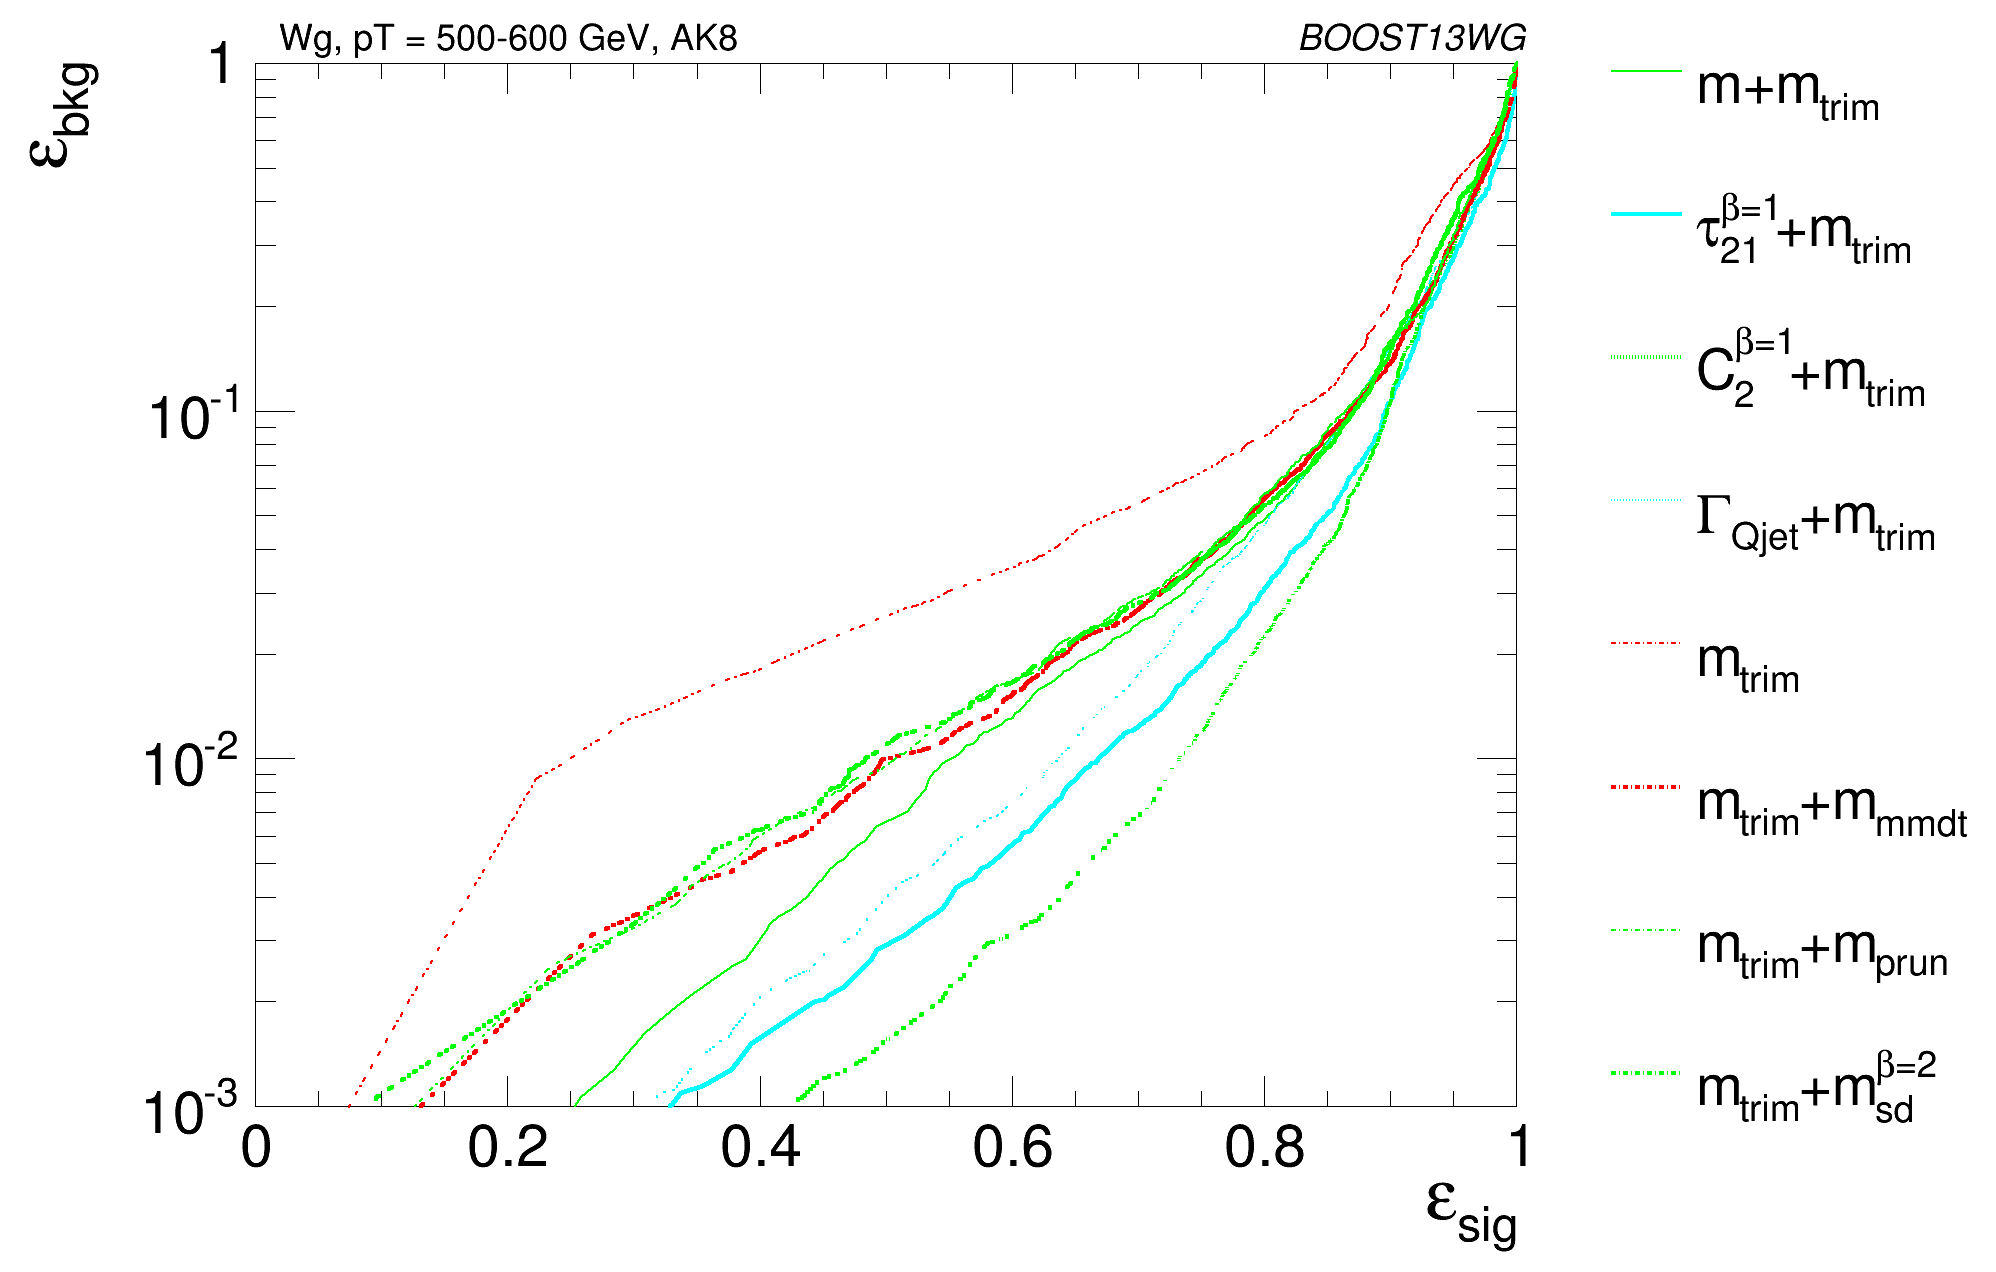 Wg, pT = 500-600 GeV, AK8
BOOST13WG
ε_bkg
1
10^-1
10^-2
10^-3
0 0.2 0.4 0.6 0.8 1
ε_sig
m+m_trim
τ_21^β=1+m_trim
C_2^β=1+m_trim
Γ_Qjet+m_trim
m_trim
m_trim+m_mmdt
m_trim+m_prun
m_trim+m_sd^β=2